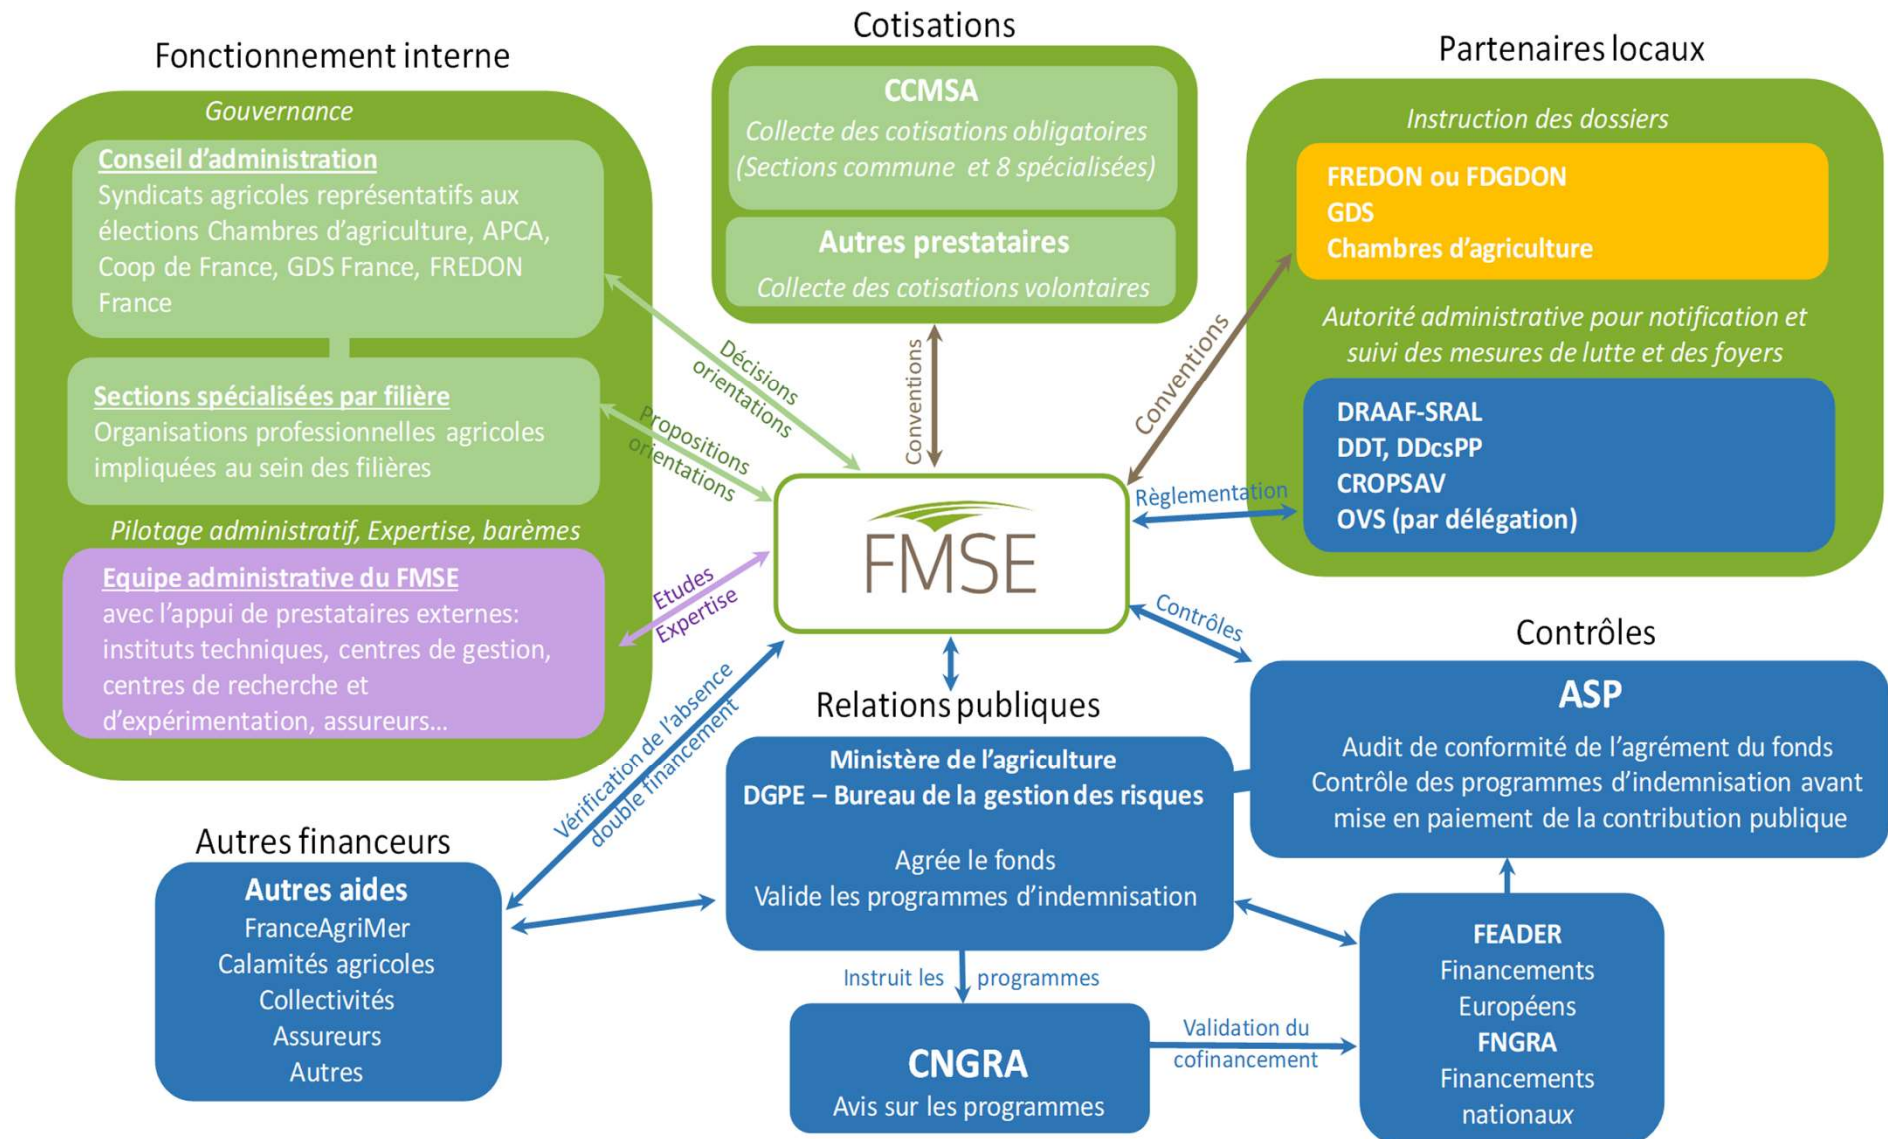 Fonctionnement interne
Gouvernance
Conseil d'administration
Syndicats agricoles représentatifs aux
élections Chambres d'agriculture, APCA,
Coop de France, GDS France, FREDON
France
Sections spécialisées par filière
Organisations professionnelles agricoles
impliquées au sein des filières
Pilotage administratif, Expertise, barèmes
Equipe administrative du FMSE
avec l'appui de prestataires externes:
instituts techniques, centres de gestion,
centres de recherche et
d'expérimentation, assureurs...
Cotisations
CCMSA
Collecte des cotisations obligatoires
(Sections commune et 8 spécialisées)
Autres prestataires
Collecte des cotisations volontaires
Partenaires locaux
Instruction des dossiers
FREDON ou FDGDON
GDS
Chambres d'agriculture
Autorité administrative pour notification et
suivi des mesures de lutte et des foyers
DRAAF-SRAL
DDT, DDcsPP
CROPSAV
OVS (par délégation)
Décisions
orientations
Propositions
orientations
Etudes
Expertise
Conventions
Conventions
Règlementation
FMSE
Contrôles
Vérification de l'absence
double financement
Relations publiques
Ministère de l'agriculture
DGPE – Bureau de la gestion des risques
Agrée le fonds
Valide les programmes d'indemnisation
Contrôles
ASP
Audit de conformité de l'agrément du fonds
Contrôle des programmes d'indemnisation avant
mise en paiement de la contribution publique
Autres financeurs
Autres aides
FranceAgriMer
Calamités agricoles
Collectivités
Assureurs
Autres
Instruit les programmes
CNGRA
Avis sur les programmes
Validation du
cofinancement
FEADER
Financements
Européens
FNGRA
Financements
nationaux